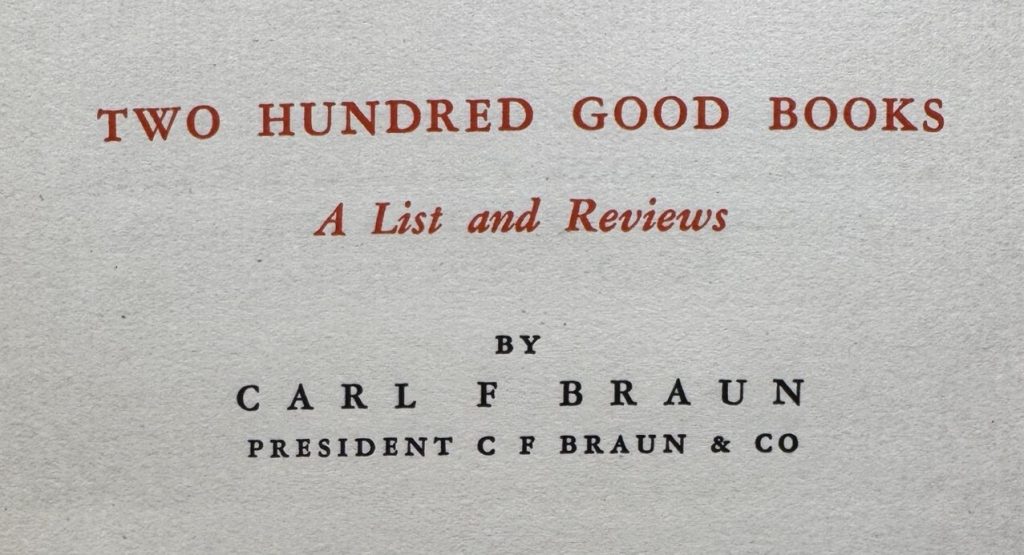 TWO HUNDRED GOOD BOOKS
A List and Reviews
BY
CARL F BRAUN
PRESIDENT C F BRAUN & CO